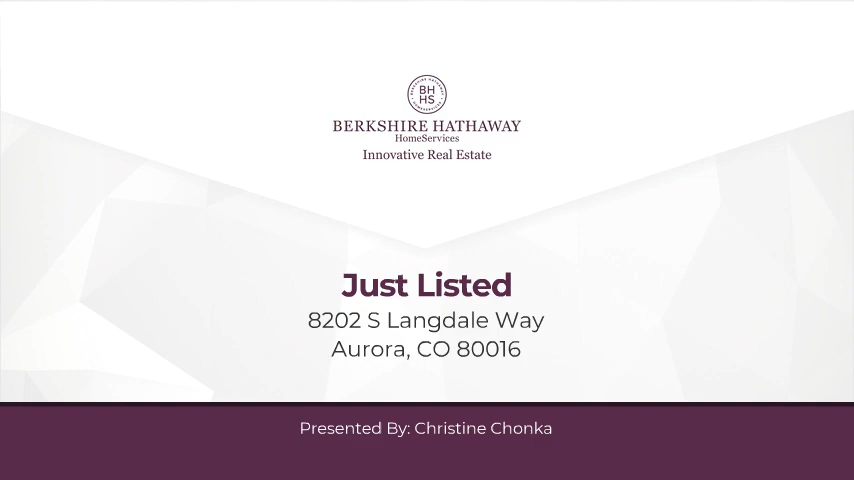 BH
HS
BERKSHIRE HATHAWAY
HomeServices
Innovative Real Estate
Just Listed
8202 S Langdale Way
Aurora, CO 80016
Presented By: Christine Chonka